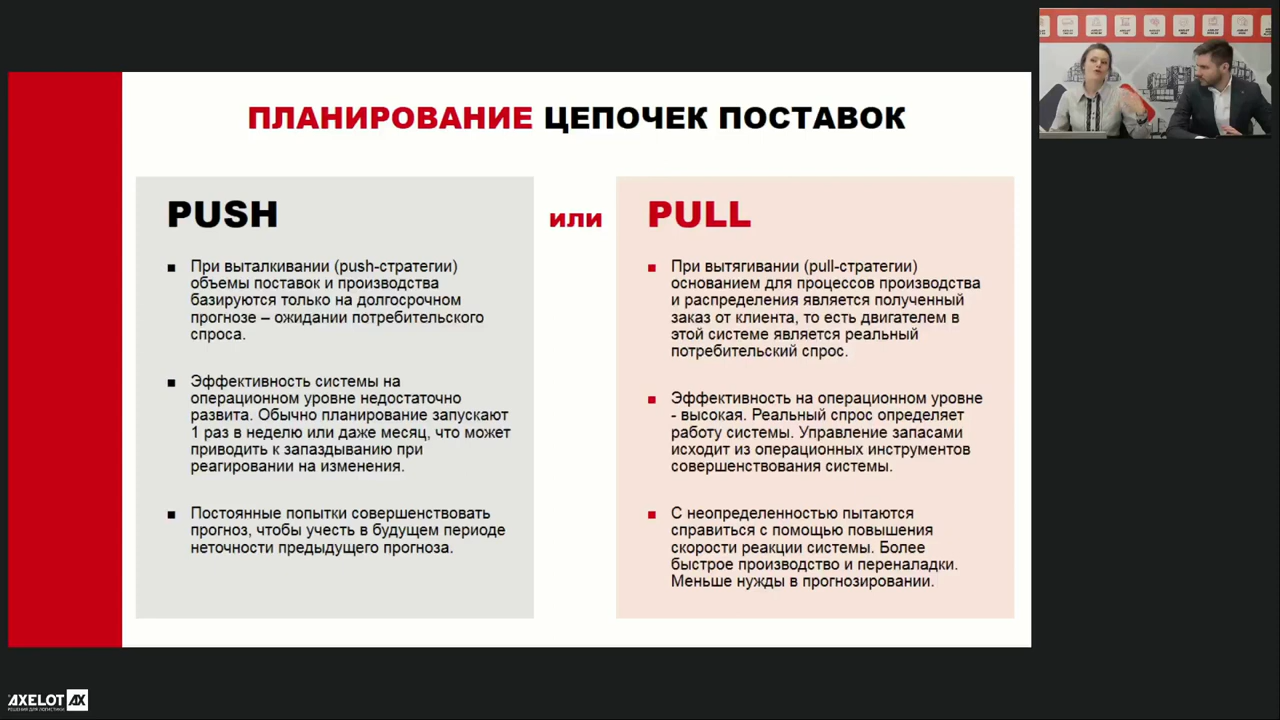 ПЛАНИРОВАНИЕ ЦЕПОЧЕК ПОСТАВОК
PUSH
■ При выталкивании (push-стратегии)
объемы поставок и производства
базируются только на долгосрочном
прогнозе – ожидании потребительского
спроса.
■ Эффективность системы на
операционном уровне недостаточно
развита. Обычно планирование запускают
1 раз в неделю или даже месяц, что может
приводить к запаздыванию при
реагировании на изменения.
■ Постоянные попытки совершенствовать
прогноз, чтобы учесть в будущем периоде
неточности предыдущего прогноза.
или
PULL
■ При вытягивании (pull-стратегии)
основанием для процессов производства
и распределения является полученный
заказ от клиента, то есть двигателем в
этой системе является реальный
потребительский спрос.
■ Эффективность на операционном уровне
- высокая. Реальный спрос определяет
работу системы. Управление запасами
исходит из операционных инструментов
совершенствования системы.
■ С неопределенностью пытаются
справиться с помощью повышения
скорости реакции системы. Более
быстрое производство и переналадки.
Меньше нужды в прогнозировании.
AXELOT AX
РЕШЕНИЯ ДЛЯ ЛОГИСТИКИ